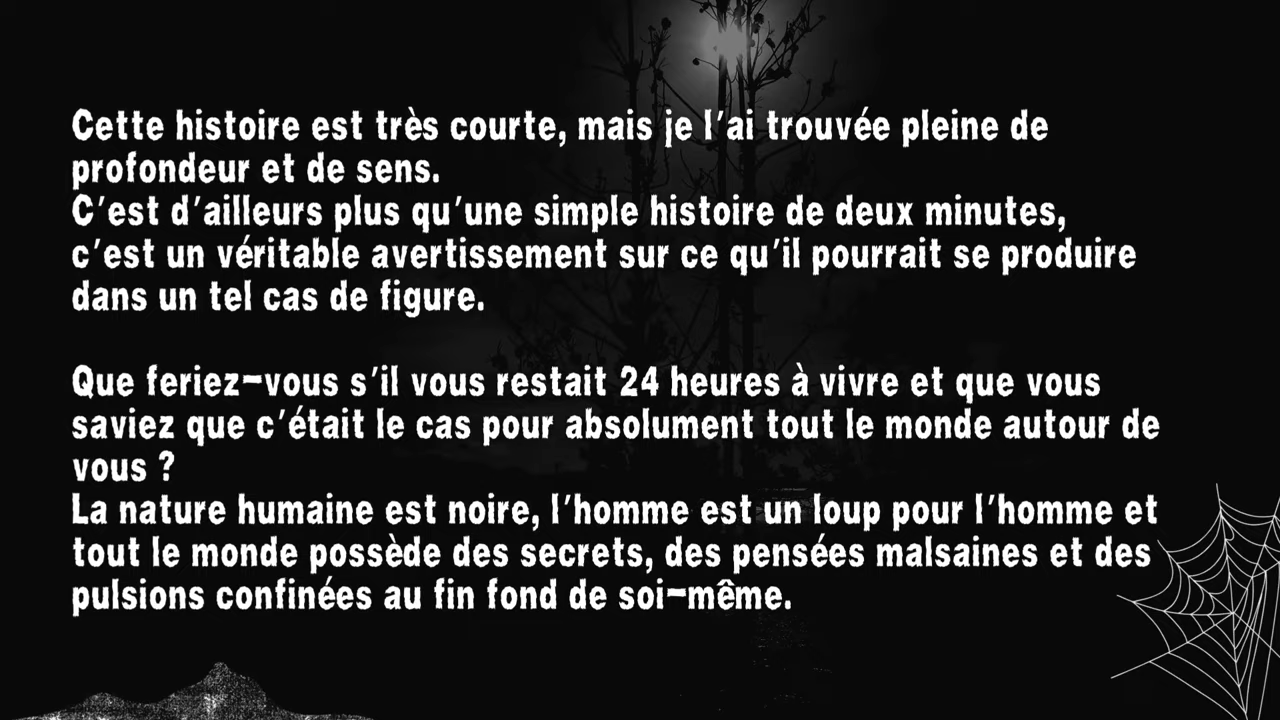 Cette histoire est très courte, mais je l'ai trouvée pleine de
profondeur et de sens.
C'est d'ailleurs plus qu'une simple histoire de deux minutes,
c'est un véritable avertissement sur ce qu'il pourrait se produire
dans un tel cas de figure.
Que feriez-vous s'il vous restait 24 heures à vivre et que vous
saviez que c'était le cas pour absolument tout le monde autour de
vous ?
La nature humaine est noire, l'homme est un loup pour l'homme et
tout le monde possède des secrets, des pensées malsaines et des
pulsions confinées au fin fond de soi-même.